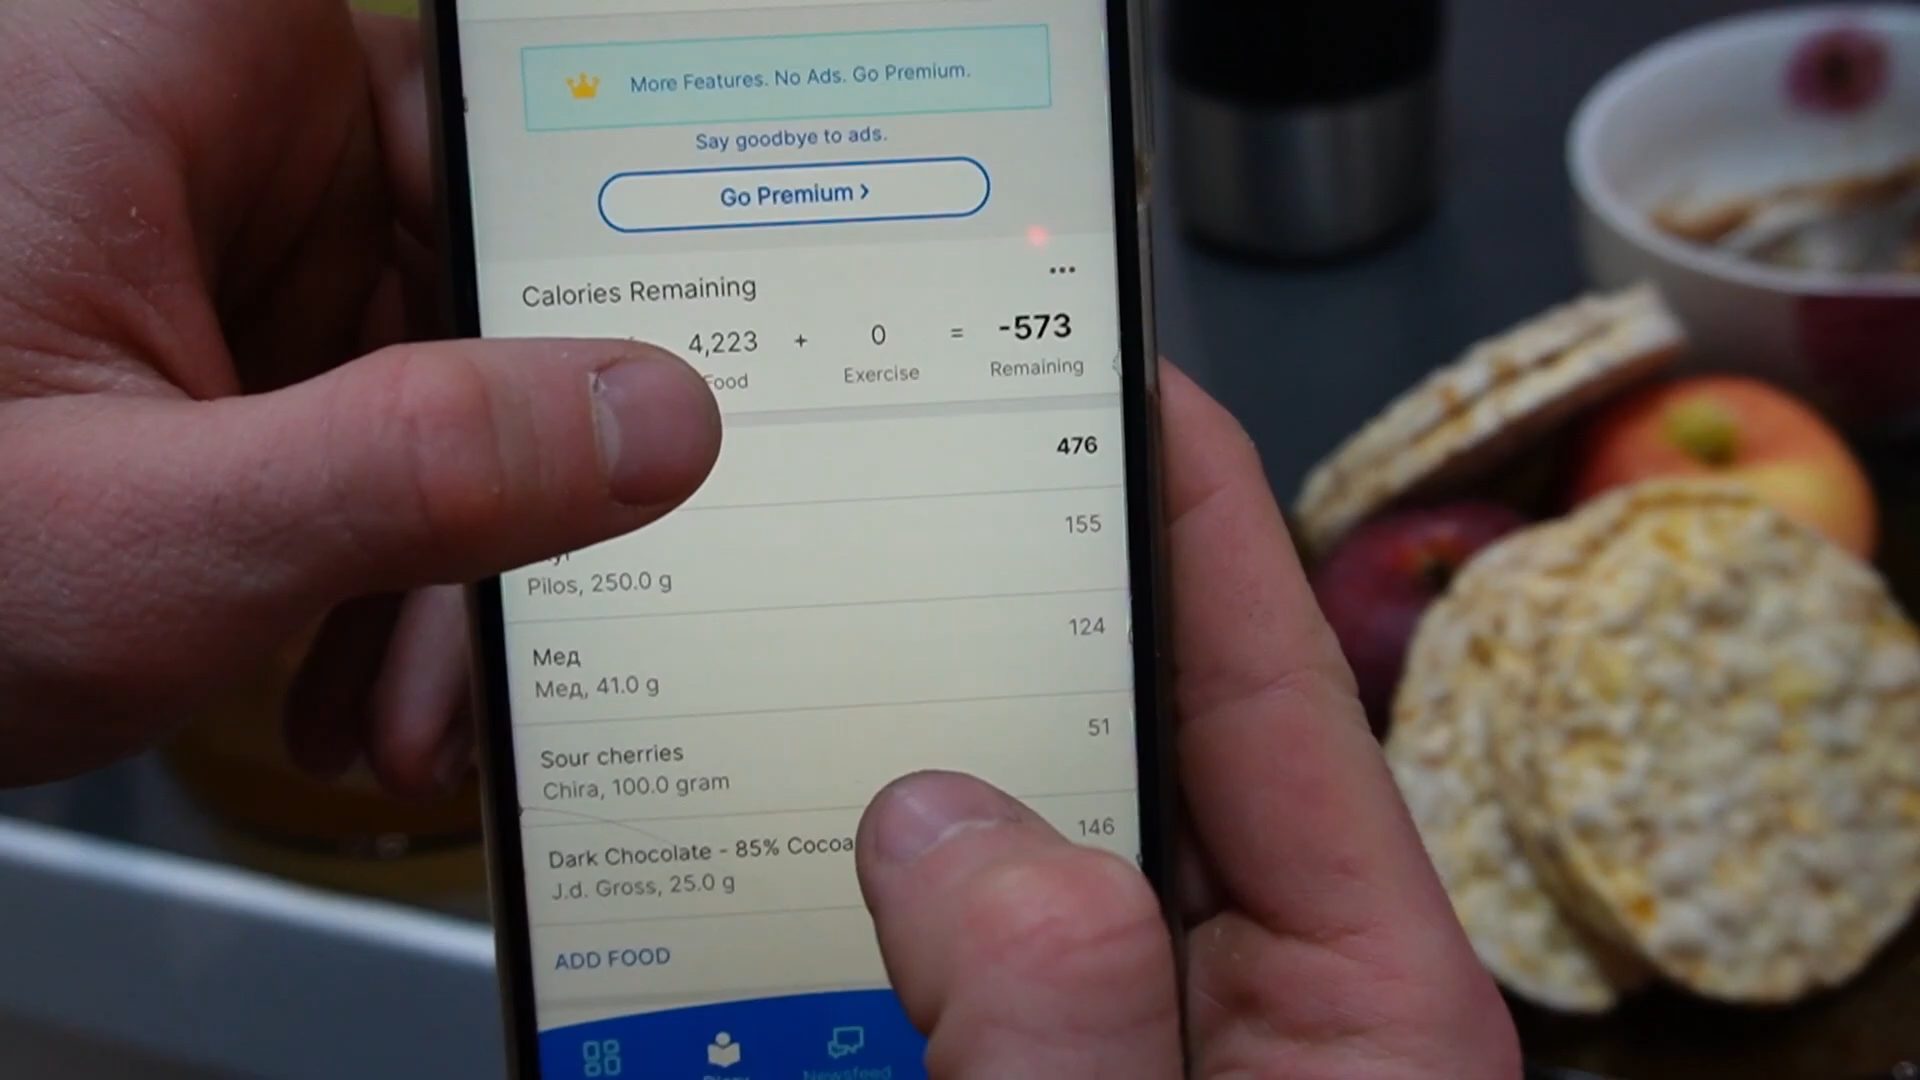 More Features. No Ads. Go Premium.
Say goodbye to ads.
Go Premium >
Calories Remaining
...
4,223 + 0 = -573
Food Exercise Remaining
476
155
Pilos, 250.0 g
124
Мед
Мед, 41.0 g
51
Sour cherries
Chira, 100.0 gram
146
Dark Chocolate - 85% Cocoa
J.d. Gross, 25.0 g
ADD FOOD
Newsfeed